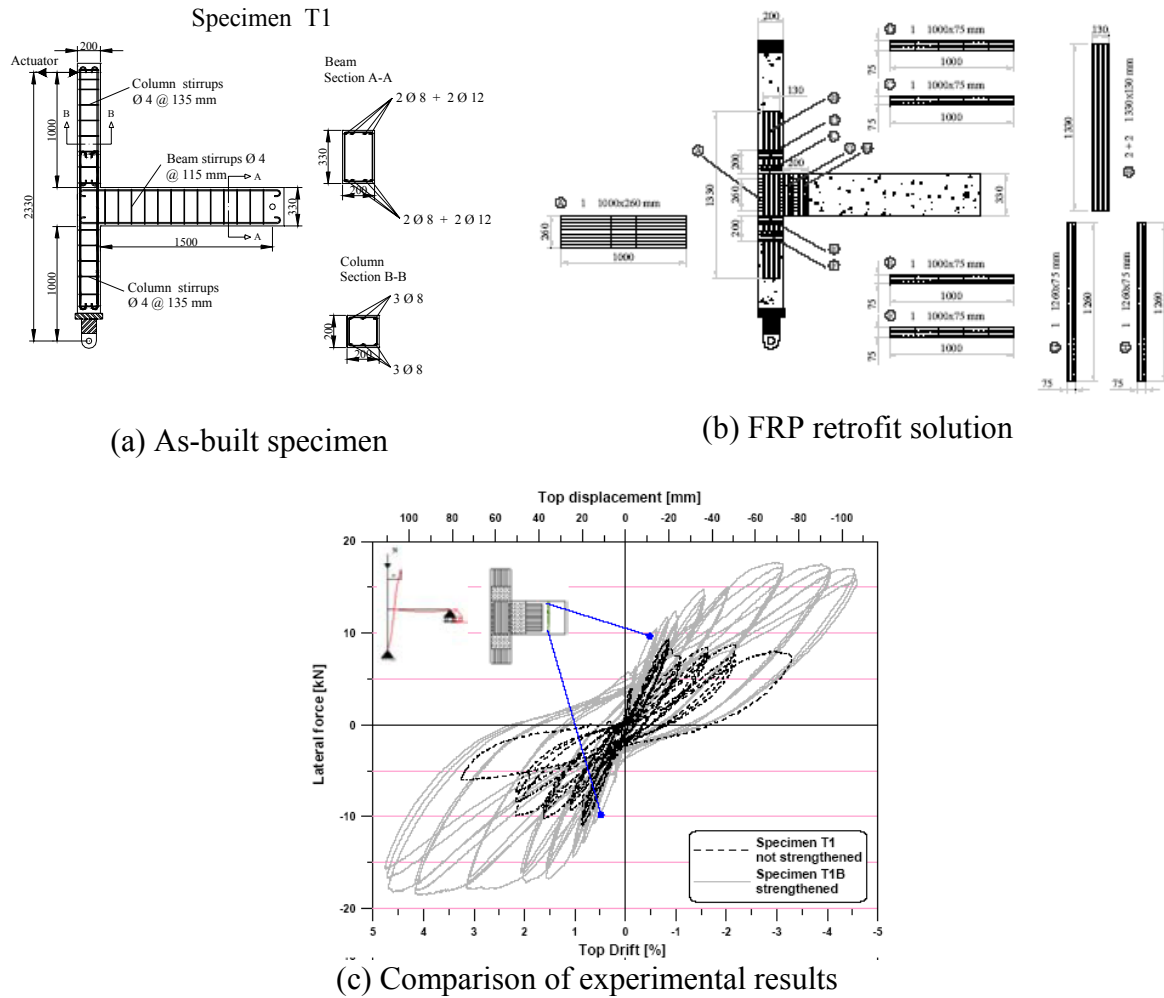 Specimen T1
200
Actuator
Column stirrups
Ø 4 @ 135 mm
B
B
1000
Beam stirrups Ø 4
@ 115 mm
A
2330
330
A
1500
1000
Column stirrups
Ø 4 @ 135 mm
Beam
Section A-A
2 Ø 8 + 2 Ø 12
330
200
2 Ø 8 + 2 Ø 12
Column
Section B-B
3 Ø 8
200
200
3 Ø 8
(a) As-built specimen
200
130
200
200
1330
260
330
200
1 1000x260 mm
260
1000
1 1000x75 mm
75
1000
1 1000x75 mm
75
1000
1 1000x75 mm
75
1000
1 1000x75 mm
75
1000
130
1330
2 + 2 1330x130 mm
1 1260x75 mm
1260
75
1 1260x75 mm
1260
75
(b) FRP retrofit solution
Top displacement [mm]
100 80 60 40 20 0 -20 -40 -60 -80 -100
20
10
0
-10
-20
Lateral force [kN]
Specimen T1
not strengthened
Specimen T1B
strengthened
5 4 3 2 1 0 -1 -2 -3 -4 -5
Top Drift [%]
(c) Comparison of experimental results